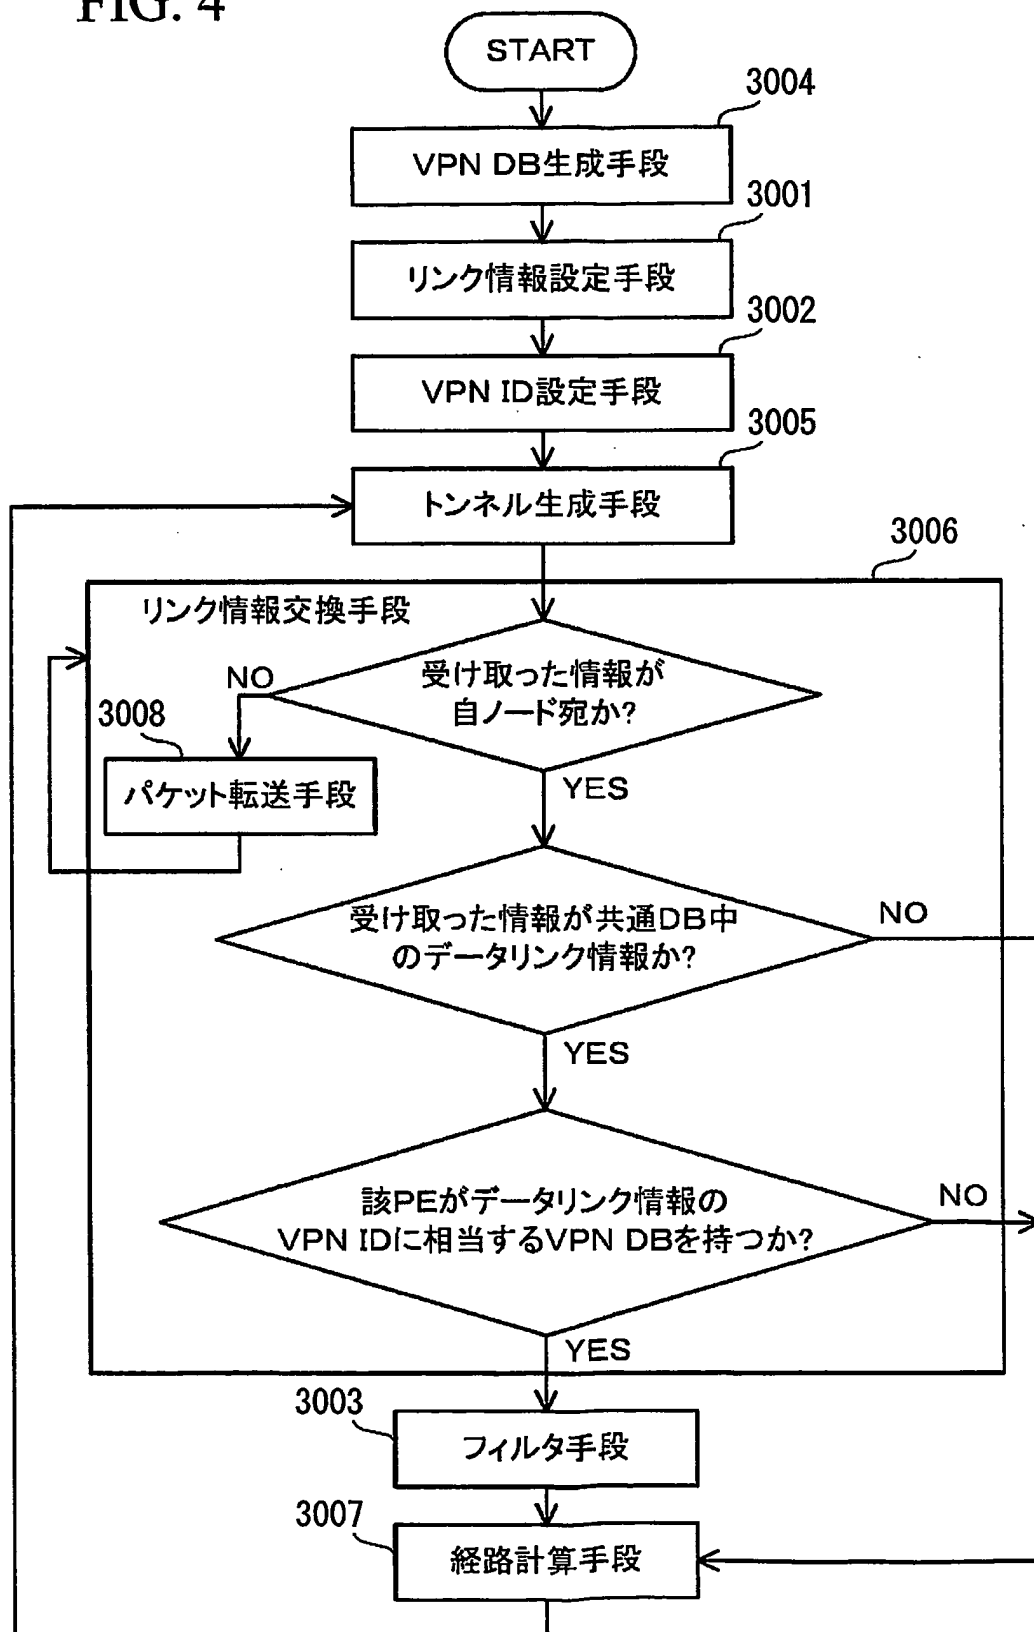 FIG. 4
START
3004
VPN DB生成手段
3001
リンク情報設定手段
3002
VPN ID設定手段
3005
トンネル生成手段
3006
リンク情報交換手段
受け取った情報が
自ノード宛か?
NO
3008
パケット転送手段
YES
受け取った情報が共通DB中
のデータリンク情報か?
NO
YES
該PEがデータリンク情報の
VPN IDに相当するVPN DBを持つか?
NO
YES
3003
フィルタ手段
3007
経路計算手段